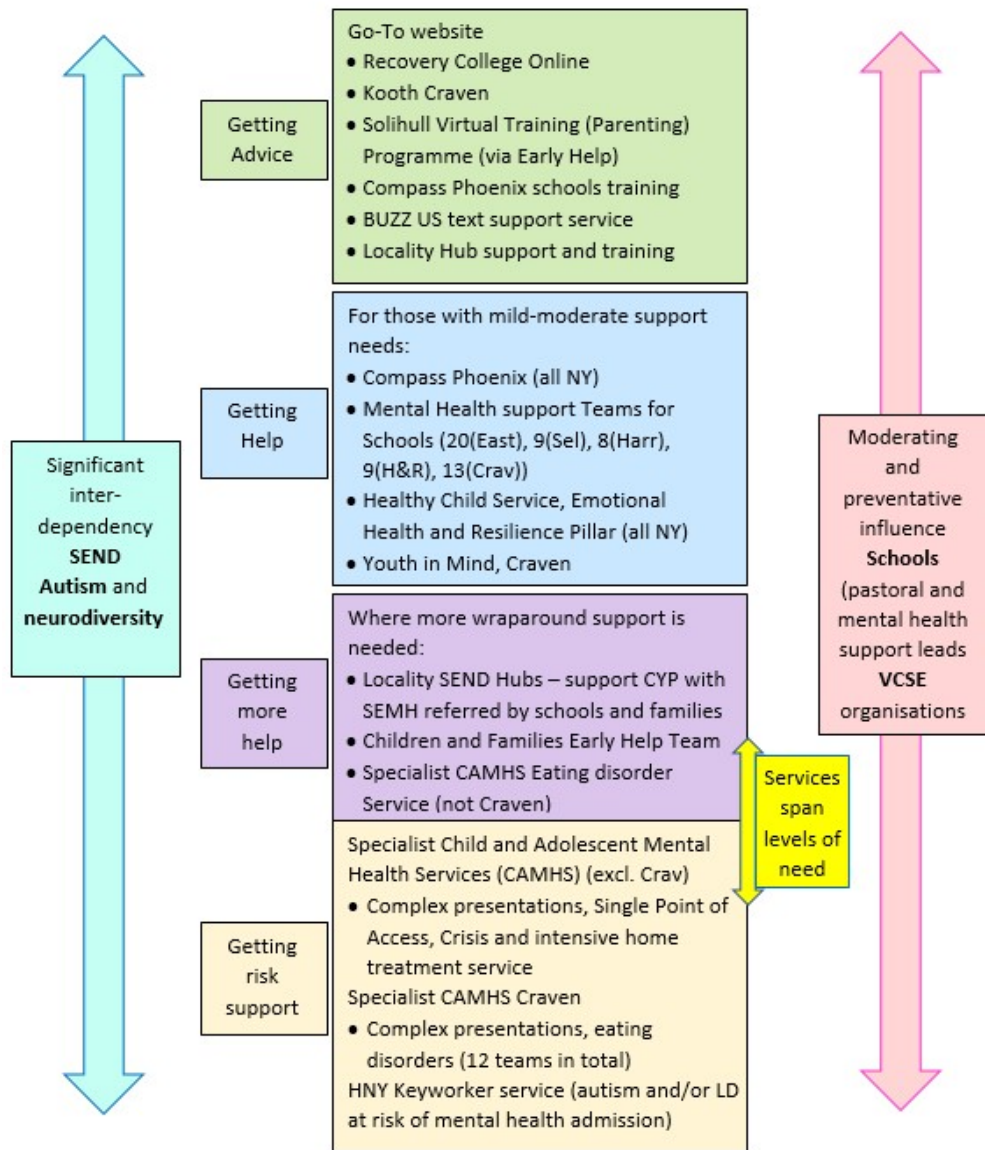 Go-To website
• Recovery College Online
• Kooth Craven
• Solihull Virtual Training (Parenting)
Programme (via Early Help)
• Compass Phoenix schools training
• BUZZ US text support service
• Locality Hub support and training
Getting
Advice
For those with mild-moderate support
needs:
• Compass Phoenix (all NY)
• Mental Health support Teams for
Schools (20(East), 9(Sel), 8(Harr),
9(H&R), 13(Crav))
• Healthy Child Service, Emotional
Health and Resilience Pillar (all NY)
• Youth in Mind, Craven
Getting
Help
Significant
inter-
dependency
SEND
Autism and
neurodiversity
Moderating
and
preventative
influence
Schools
(pastoral and
mental health
support leads
VCSE
organisations
Where more wraparound support is
needed:
• Locality SEND Hubs – support CYP with
SEMH referred by schools and families
• Children and Families Early Help Team
• Specialist CAMHS Eating disorder
Service (not Craven)
Getting
more
help
Services
span
levels of
need
Specialist Child and Adolescent Mental
Health Services (CAMHS) (excl. Crav)
• Complex presentations, Single Point of
Access, Crisis and intensive home
treatment service
Specialist CAMHS Craven
• Complex presentations, eating
disorders (12 teams in total)
HNY Keyworker service (autism and/or LD
at risk of mental health admission)
Getting
risk
support